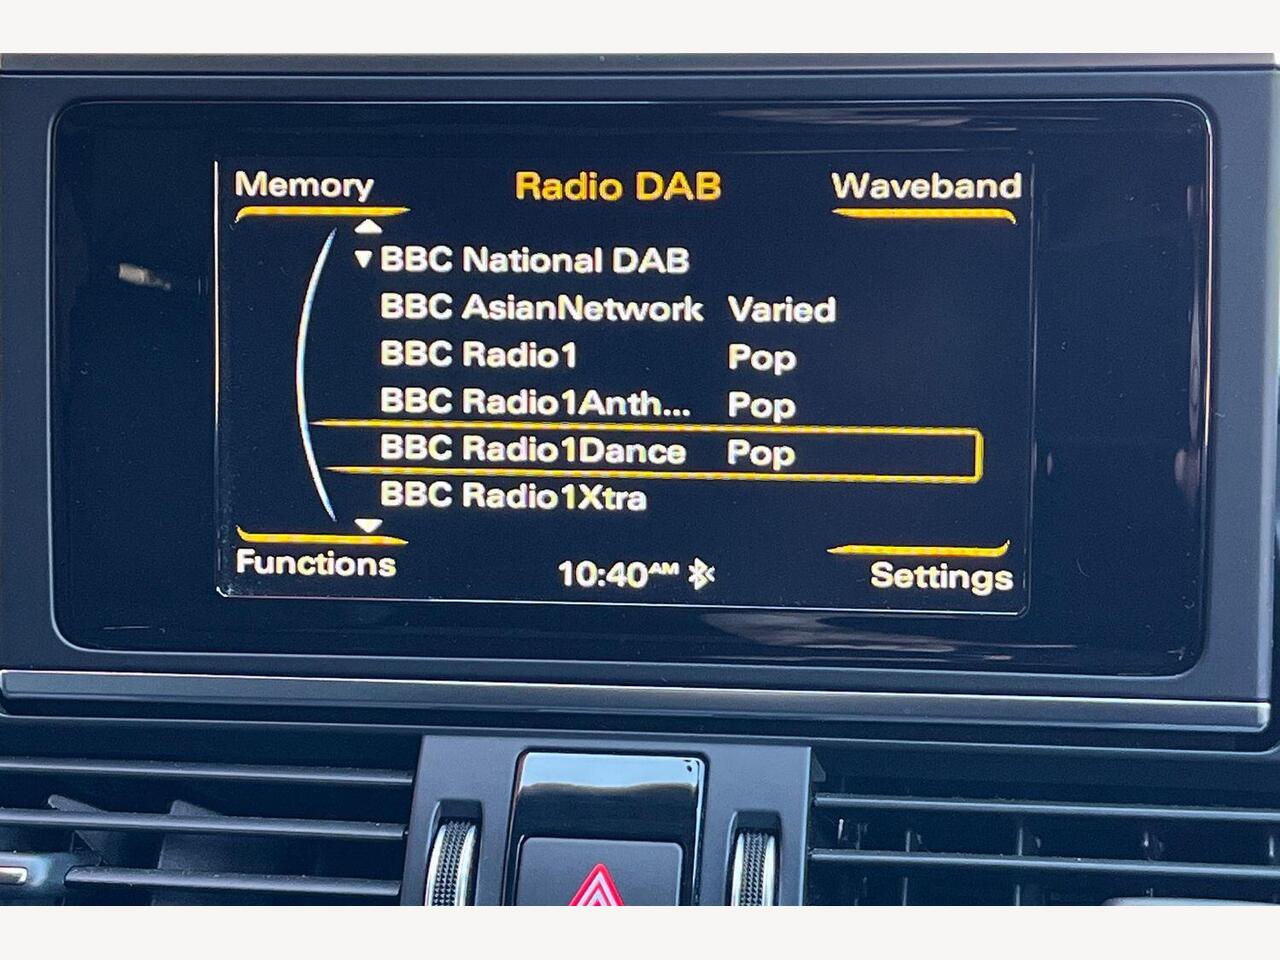 Memory Radio DAB Waveband
BBC National DAB
BBC AsianNetwork Varied
BBC Radio1 Pop
BBC Radio1Anth... Pop
BBC Radio1Dance Pop
BBC Radio1Xtra
Functions 10:40AM Settings